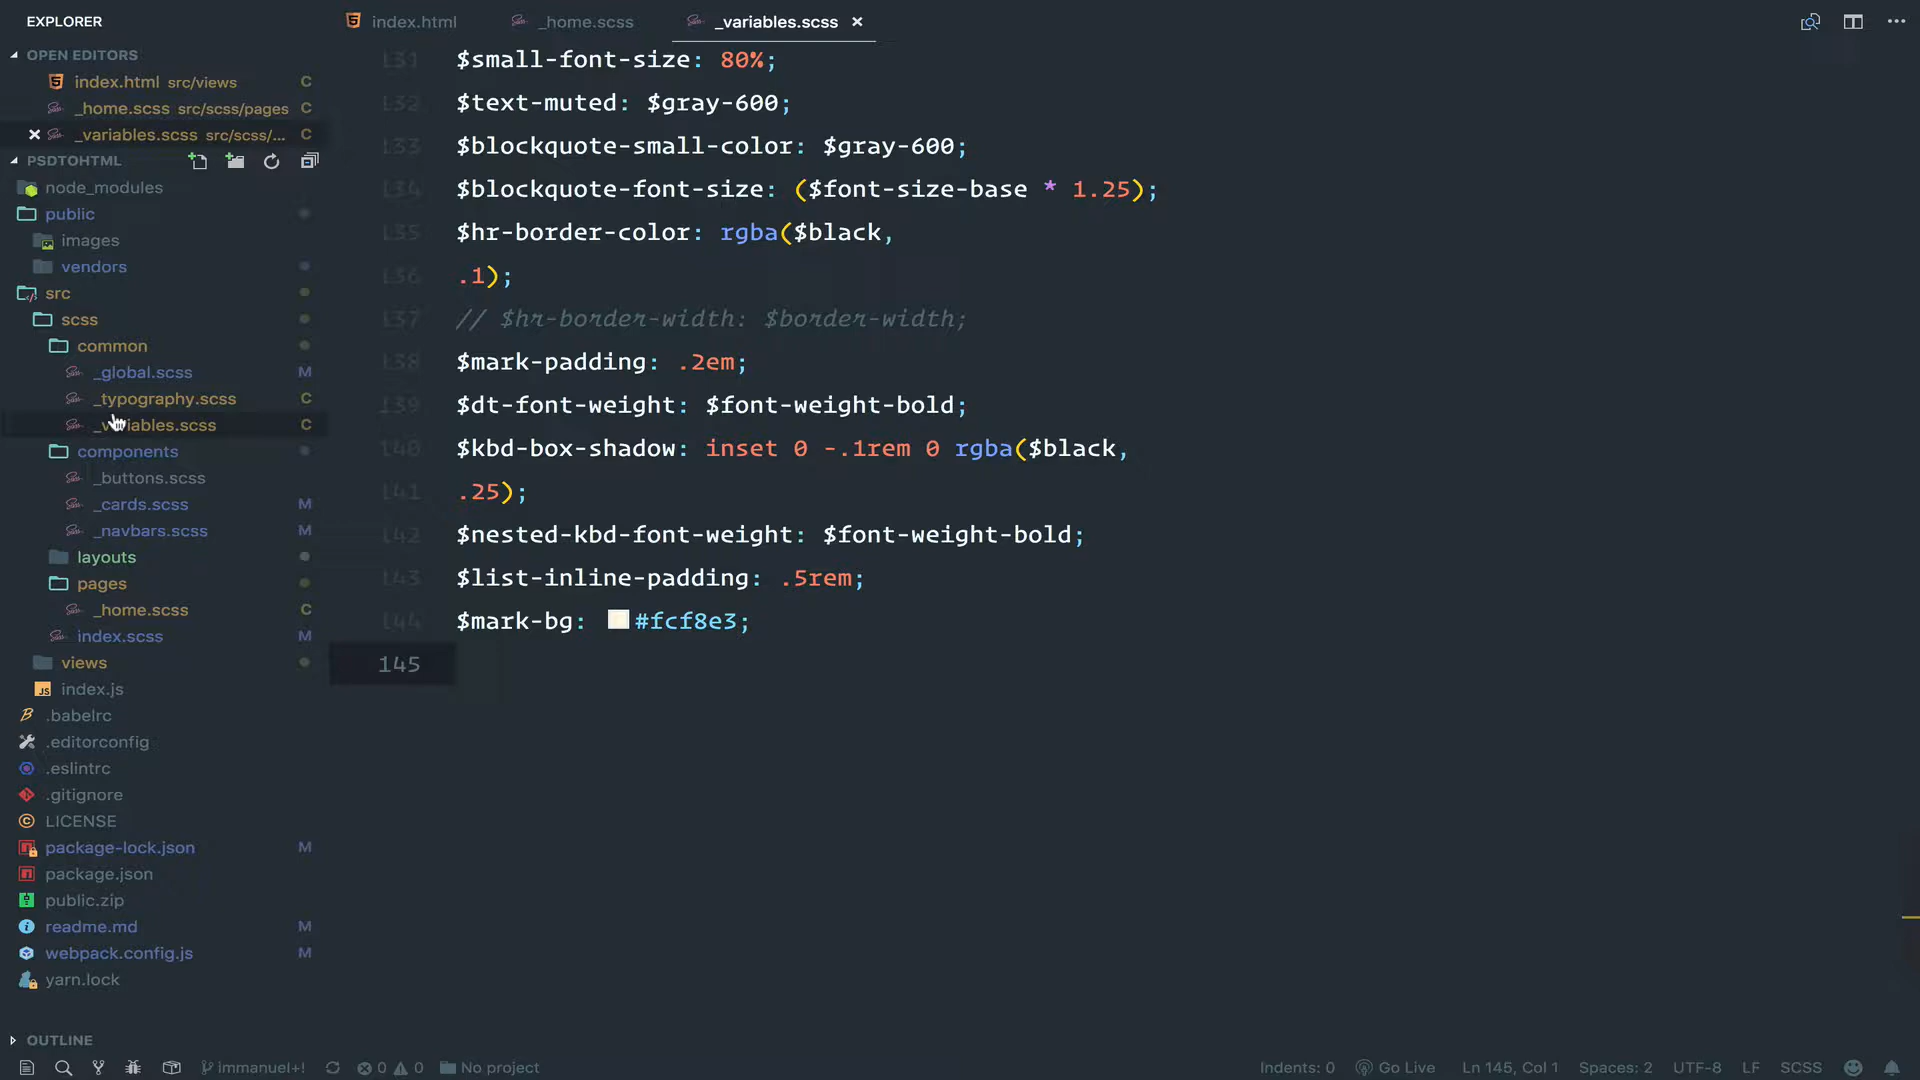 EXPLORER
index.html
_home.scss
_variables.scss ×
OPEN EDITORS
index.html src/views C
_home.scss src/scss/pages C
_variables.scss src/scss/... C
PSDTOHTML
node_modules
public
images
vendors
src
scss
common
_global.scss M
_typography.scss C
_variables.scss C
components
_buttons.scss
_cards.scss M
_navbars.scss M
layouts
pages
_home.scss C
index.scss M
views
index.js
.babelrc
.editorconfig
.eslintrc
.gitignore
LICENSE
package-lock.json M
package.json
public.zip
readme.md M
webpack.config.js M
yarn.lock
OUTLINE
131 $small-font-size: 80%;
132 $text-muted: $gray-600;
133 $blockquote-small-color: $gray-600;
134 $blockquote-font-size: ($font-size-base * 1.25);
135 $hr-border-color: rgba($black,
136 .1);
137 // $hr-border-width: $border-width;
138 $mark-padding: .2em;
139 $dt-font-weight: $font-weight-bold;
140 $kbd-box-shadow: inset 0 -.1rem 0 rgba($black,
141 .25);
142 $nested-kbd-font-weight: $font-weight-bold;
143 $list-inline-padding: .5rem;
144 $mark-bg: #fcf8e3;
145
immanuel+! 0 0 No project Indents: 0 Go Live Ln 145, Col 1 Spaces: 2 UTF-8 LF SCSS